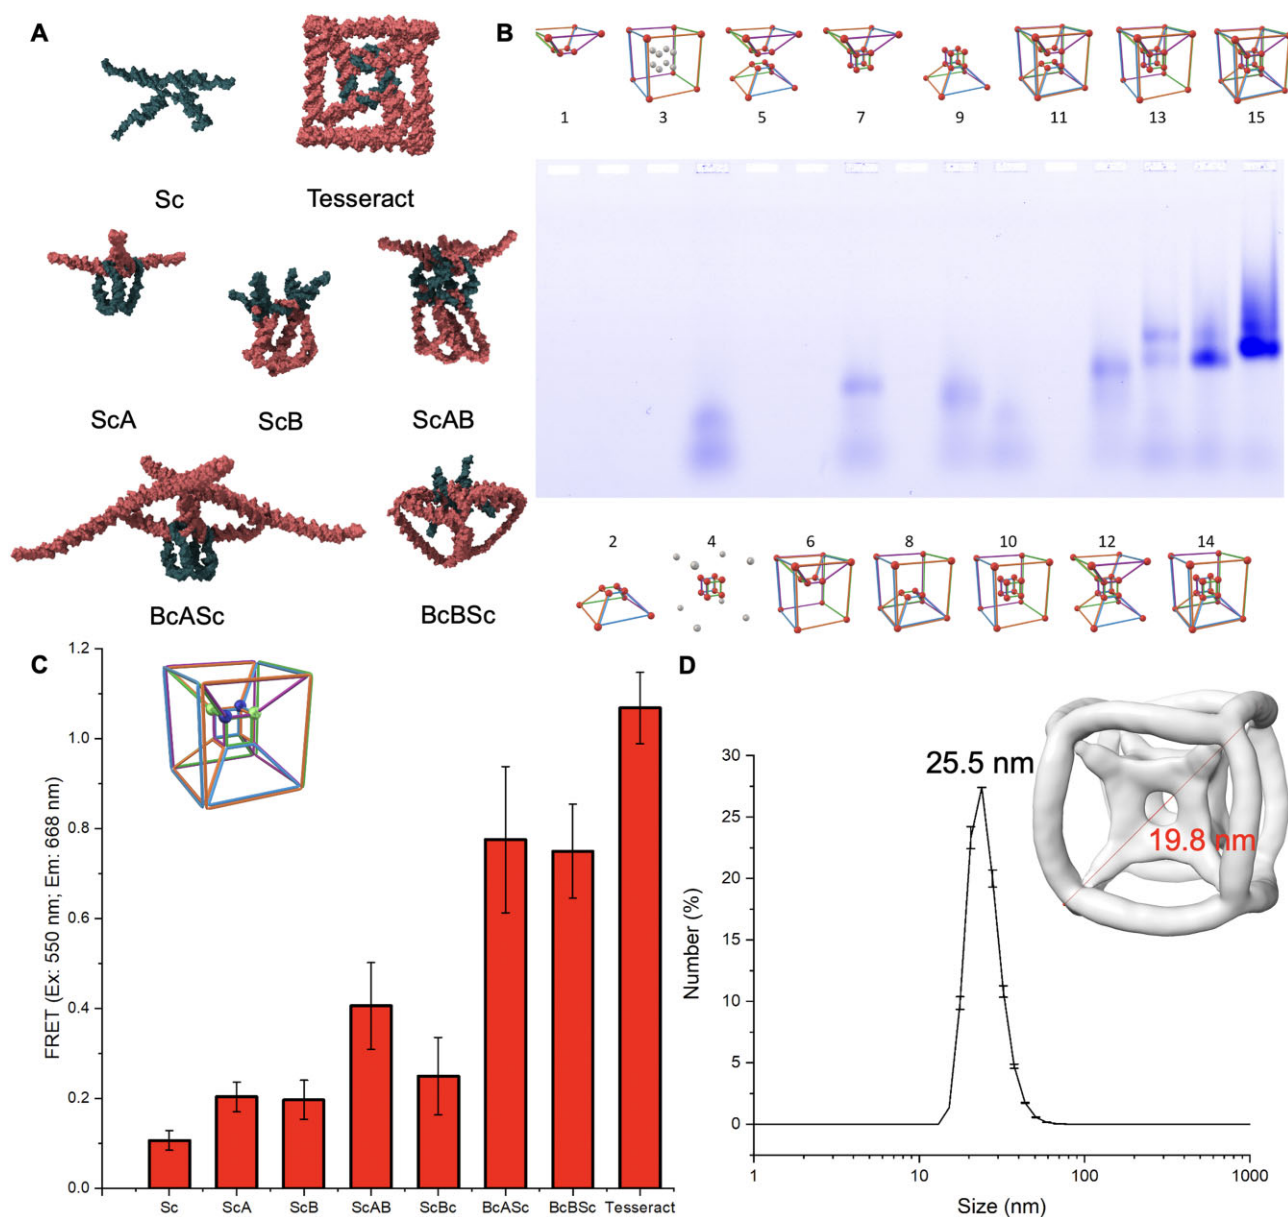 A
Sc
Tesseract
ScA
ScB
ScAB
BcASc
BcBSc
B
1 3 5 7 9 11 13 15
2 4 6 8 10 12 14
C
FRET (Ex: 550 nm; Em: 668 nm)
1.2
1.0
0.8
0.6
0.4
0.2
0.0
Sc ScA ScB ScAB ScBc BcASc BcBSc Tesseract
D
25.5 nm
19.8 nm
Number (%)
30
25
20
15
10
5
0
1 10 100 1000
Size (nm)